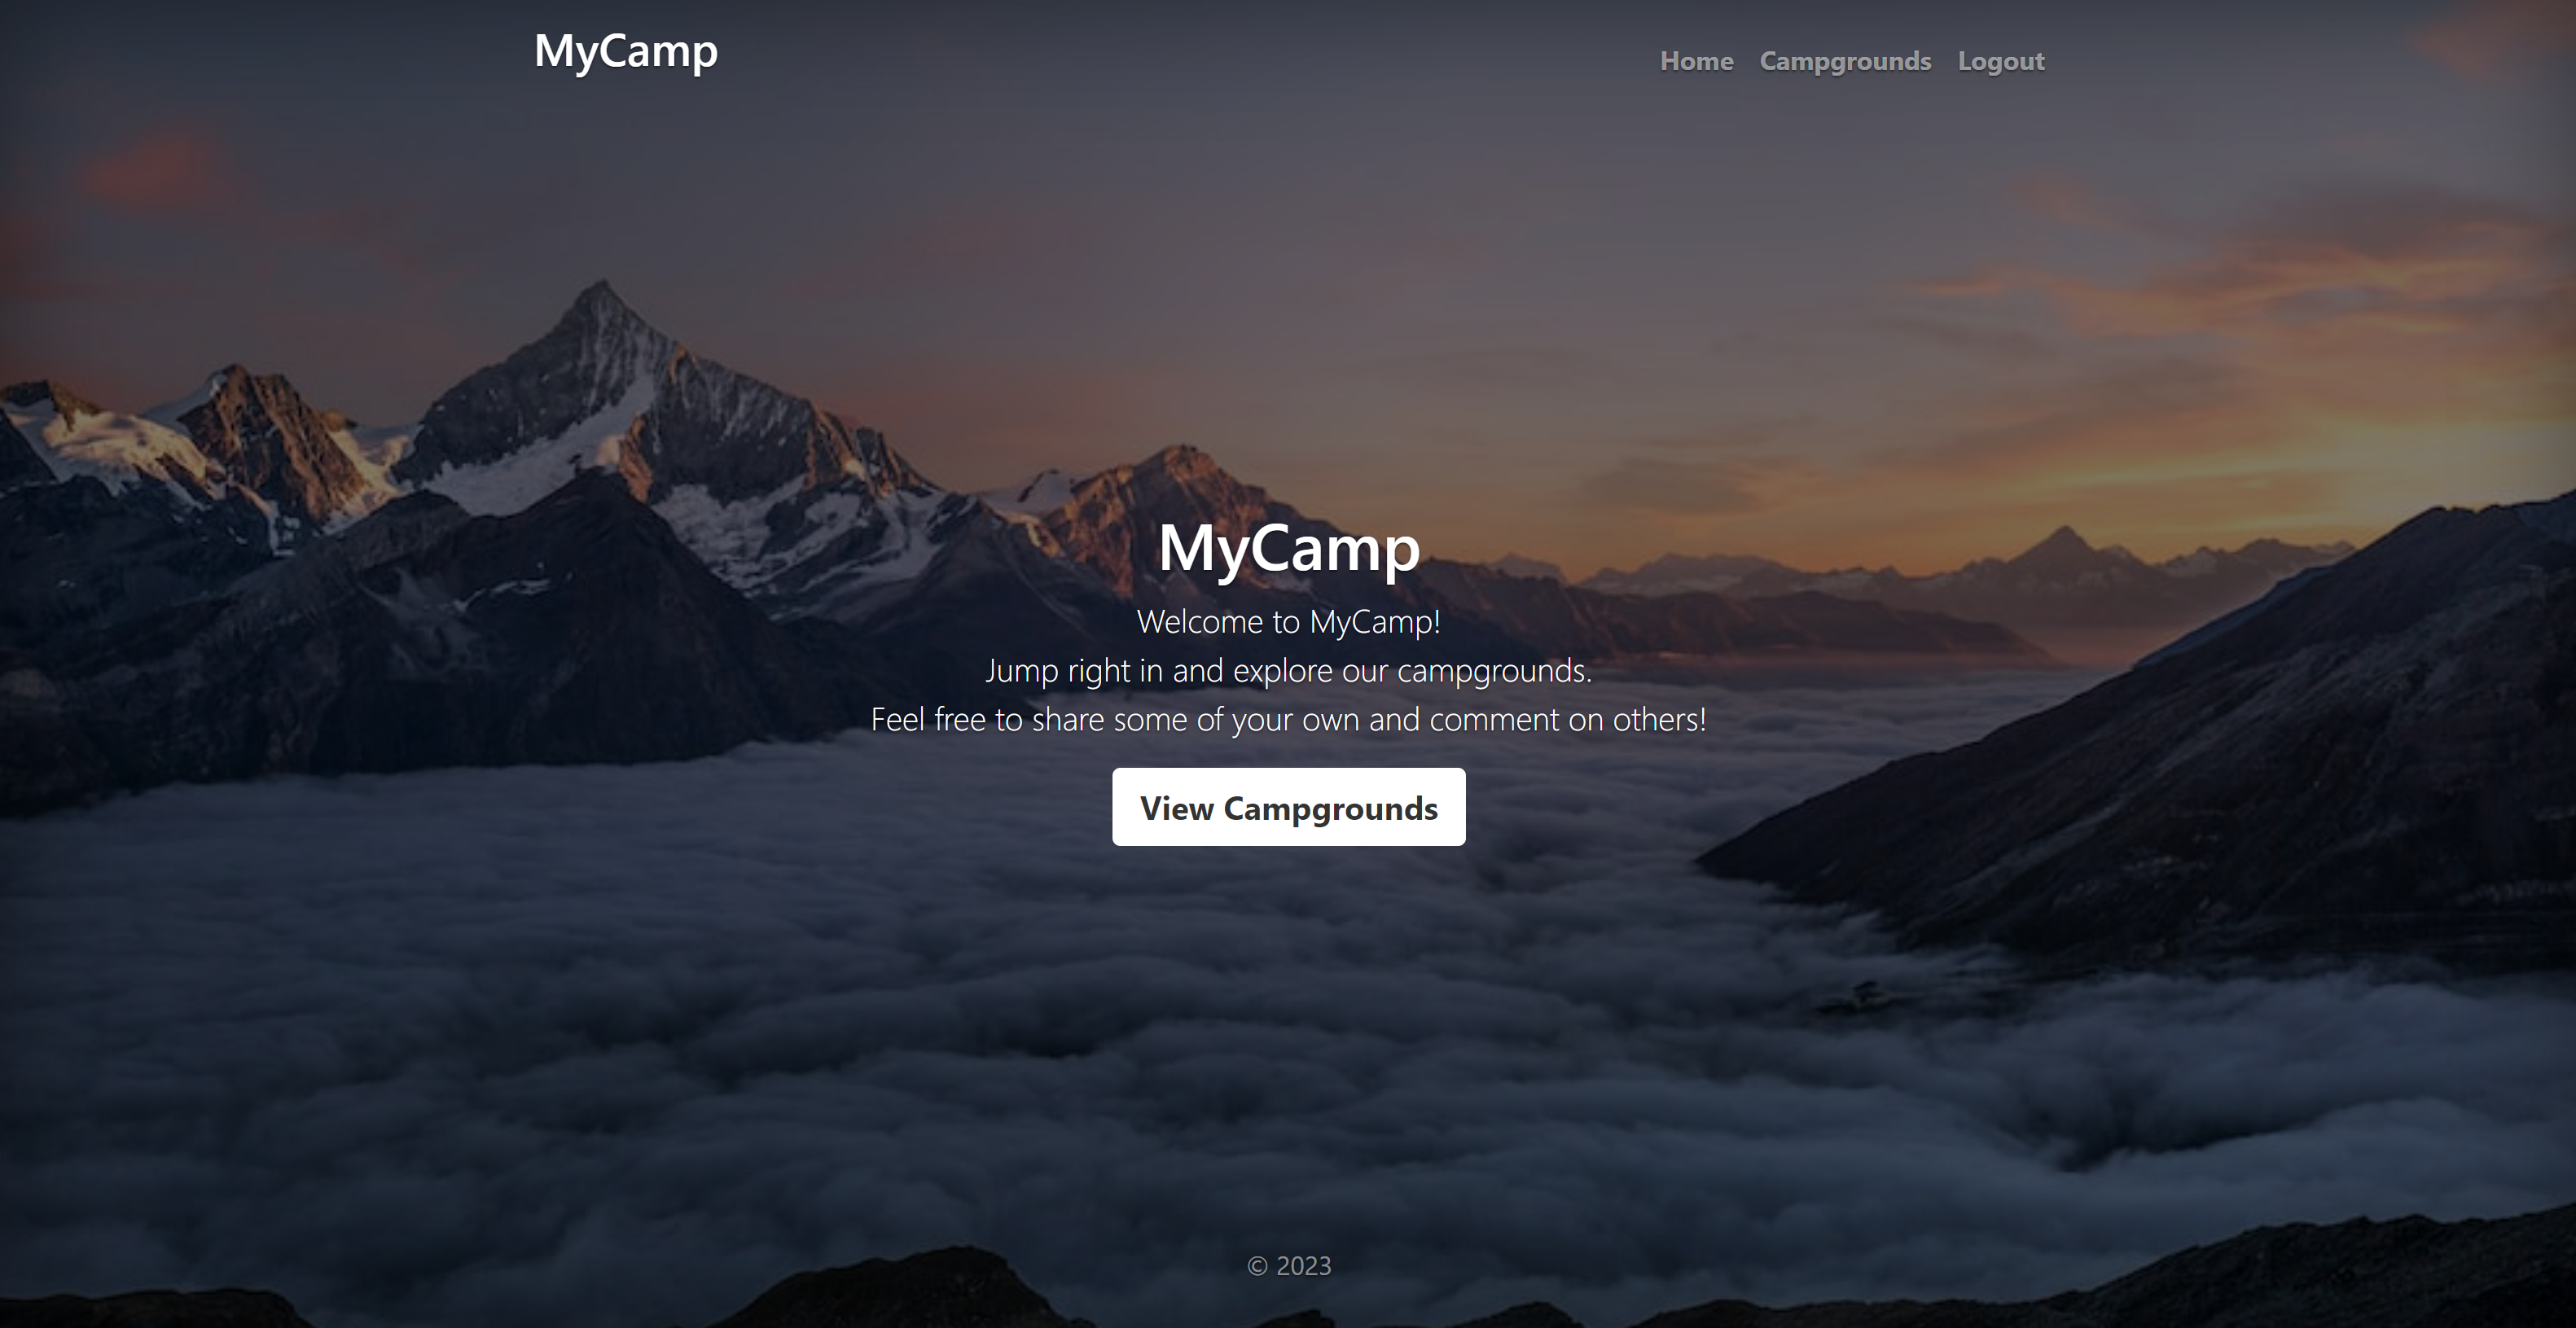 MyCamp
Home Campgrounds Logout
MyCamp
Welcome to MyCamp!
Jump right in and explore our campgrounds.
Feel free to share some of your own and comment on others!
View Campgrounds
© 2023